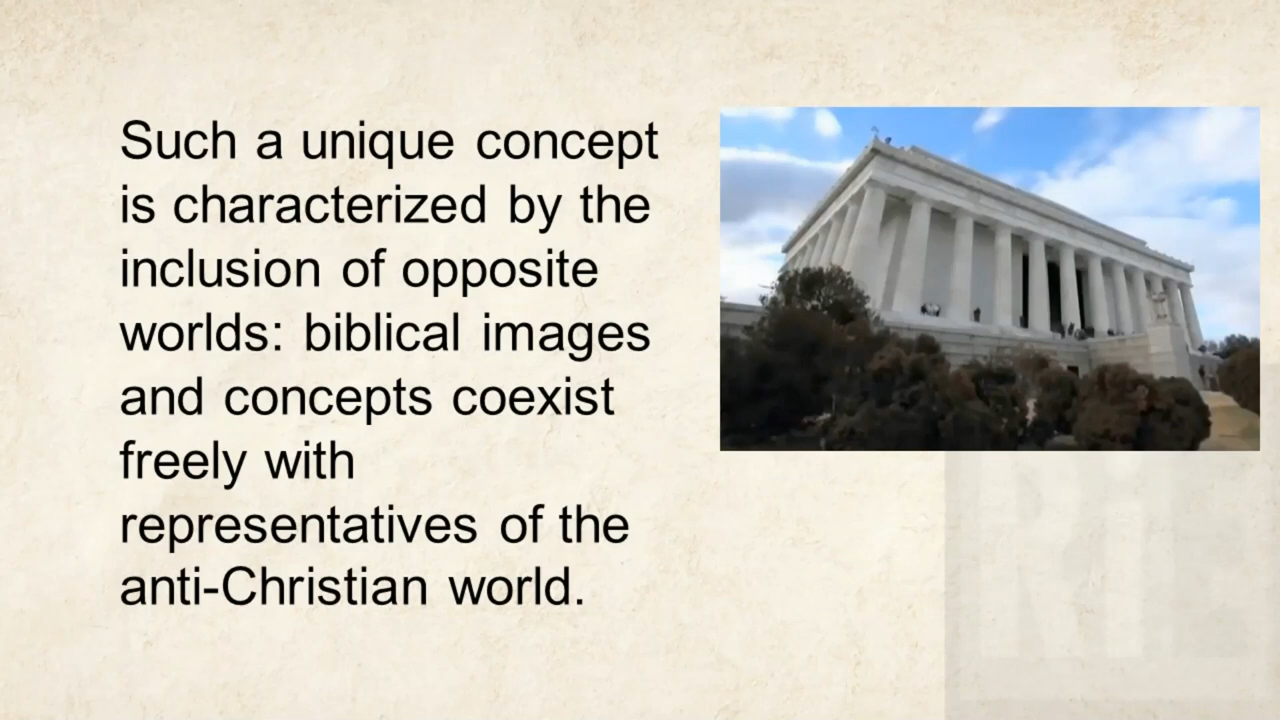 Such a unique concept
is characterized by the
inclusion of opposite
worlds: biblical images
and concepts coexist
freely with
representatives of the
anti-Christian world.